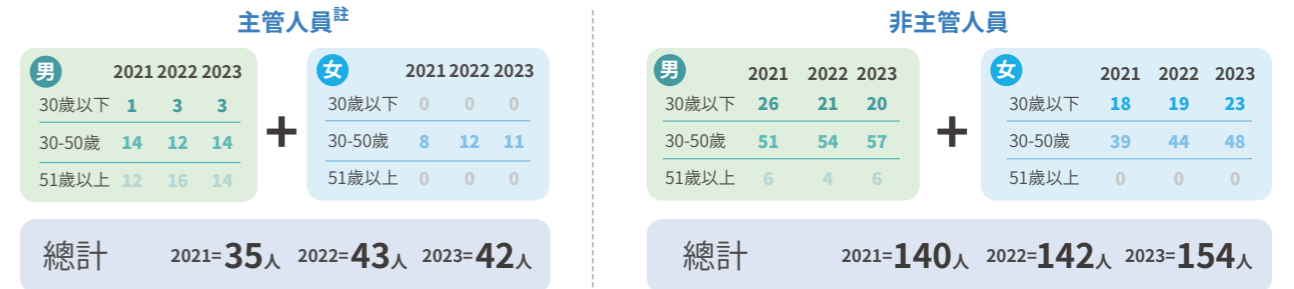 主管人員註
男
2021 2022 2023
30歲以下 1 3 3
30-50歲 14 12 14
51歲以上 12 16 14
+
女
2021 2022 2023
30歲以下 0 0 0
30-50歲 8 12 11
51歲以上 0 0 0
總計 2021=35人 2022=43人 2023=42人
非主管人員
男
2021 2022 2023
30歲以下 26 21 20
30-50歲 51 54 57
51歲以上 6 4 6
+
女
2021 2022 2023
30歲以下 18 19 23
30-50歲 39 44 48
51歲以上 0 0 0
總計 2021=140人 2022=142人 2023=154人